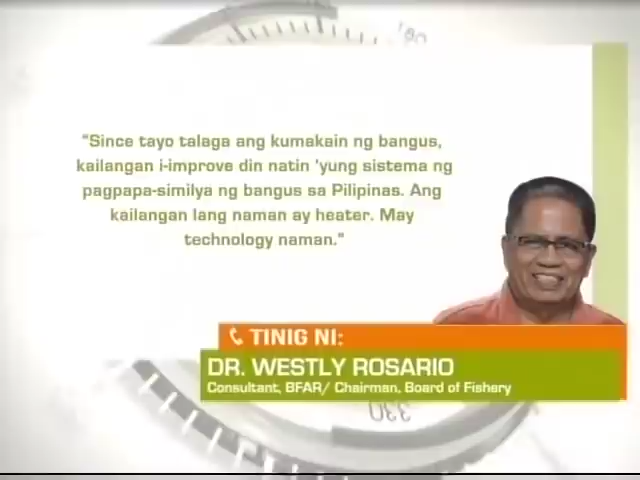 "Since tayo talaga ang kumakain ng bangus,
kailangan i-improve din natin 'yung sistema ng
pagpapa-similya ng bangus sa Pilipinas. Ang
kailangan lang naman ay heater. May
technology naman."
TINIG NI:
DR. WESTLY ROSARIO
Consultant, BFAR/ Chairman, Board of Fishery
330